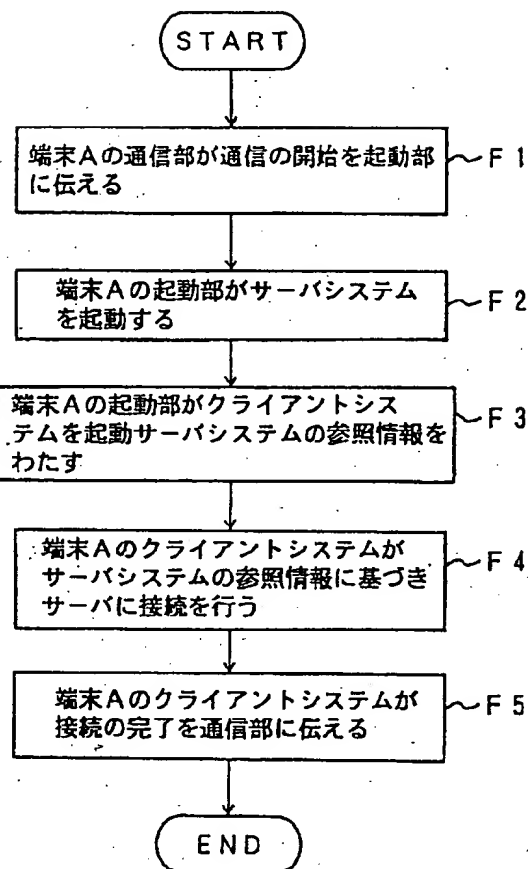 START
端末Aの通信部が通信の開始を起動部
に伝える
F1
端末Aの起動部がサーバシステム
を起動する
F2
端末Aの起動部がクライアントシス
テムを起動サーバシステムの参照情報を
わたす
F3
端末Aのクライアントシステムが
サーバシステムの参照情報に基づき
サーバに接続を行う
F4
端末Aのクライアントシステムが
接続の完了を通信部に伝える
F5
END